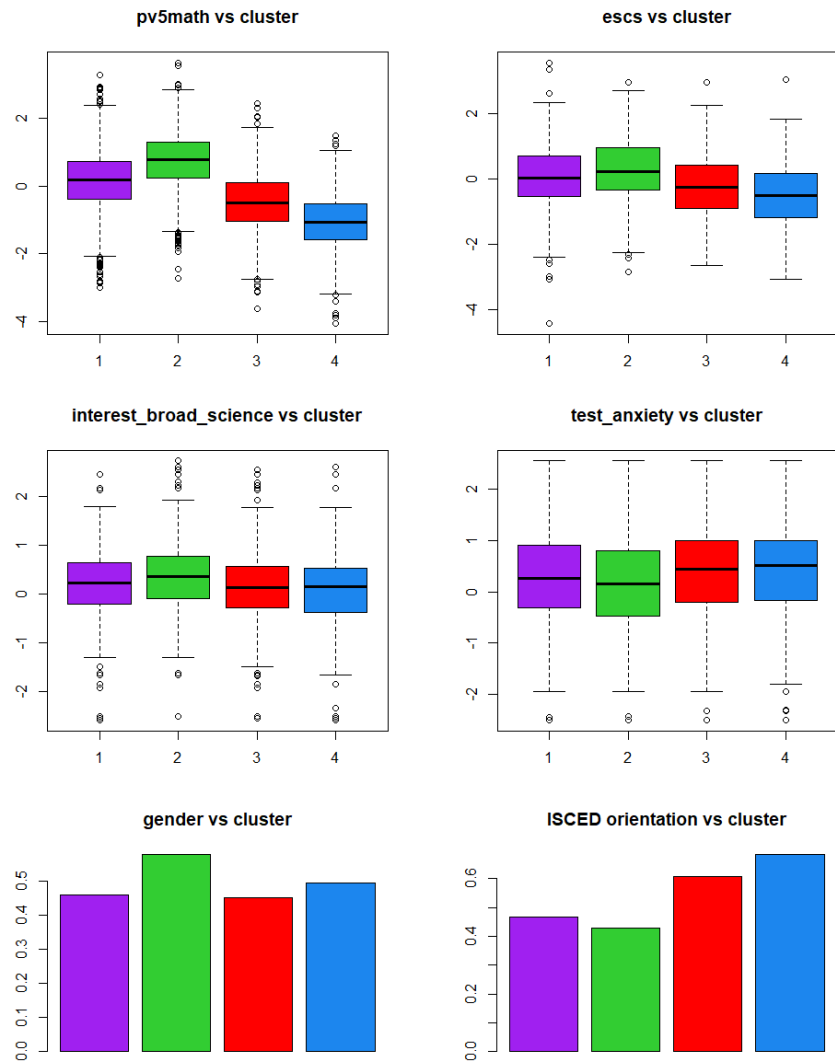 pv5math vs cluster
escs vs cluster
2
0
-2
-4
1 2 3 4
2
0
-2
-4
1 2 3 4
interest_broad_science vs cluster
test_anxiety vs cluster
2
1
0
-1
-2
1 2 3 4
2
1
0
-1
-2
1 2 3 4
gender vs cluster
ISCED orientation vs cluster
0.5
0.4
0.3
0.2
0.1
0.0
0.6
0.4
0.2
0.0